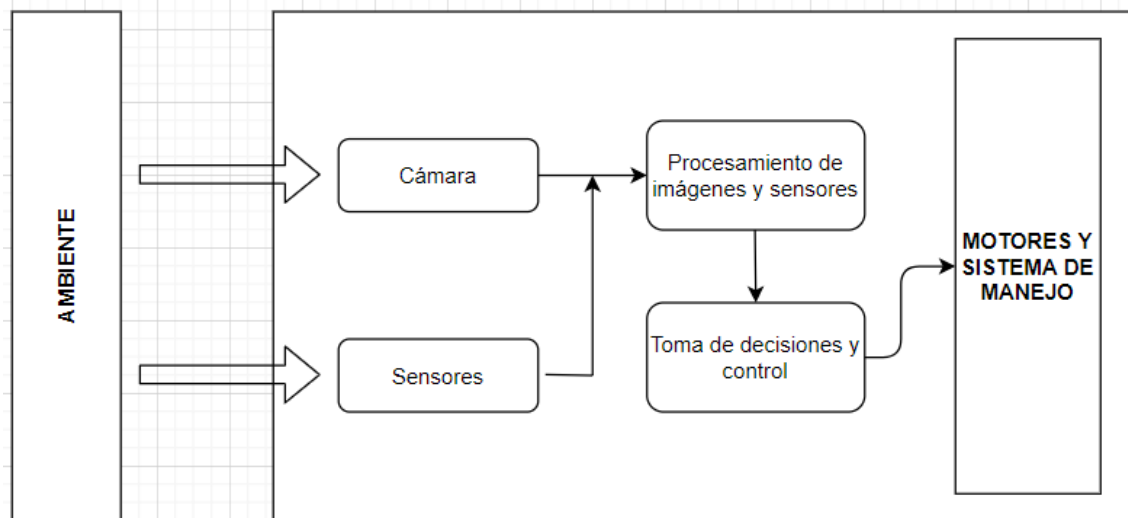 AMBIENTE
Cámara
Sensores
Procesamiento de
imágenes y sensores
Toma de decisiones y
control
MOTORES Y
SISTEMA DE
MANEJO